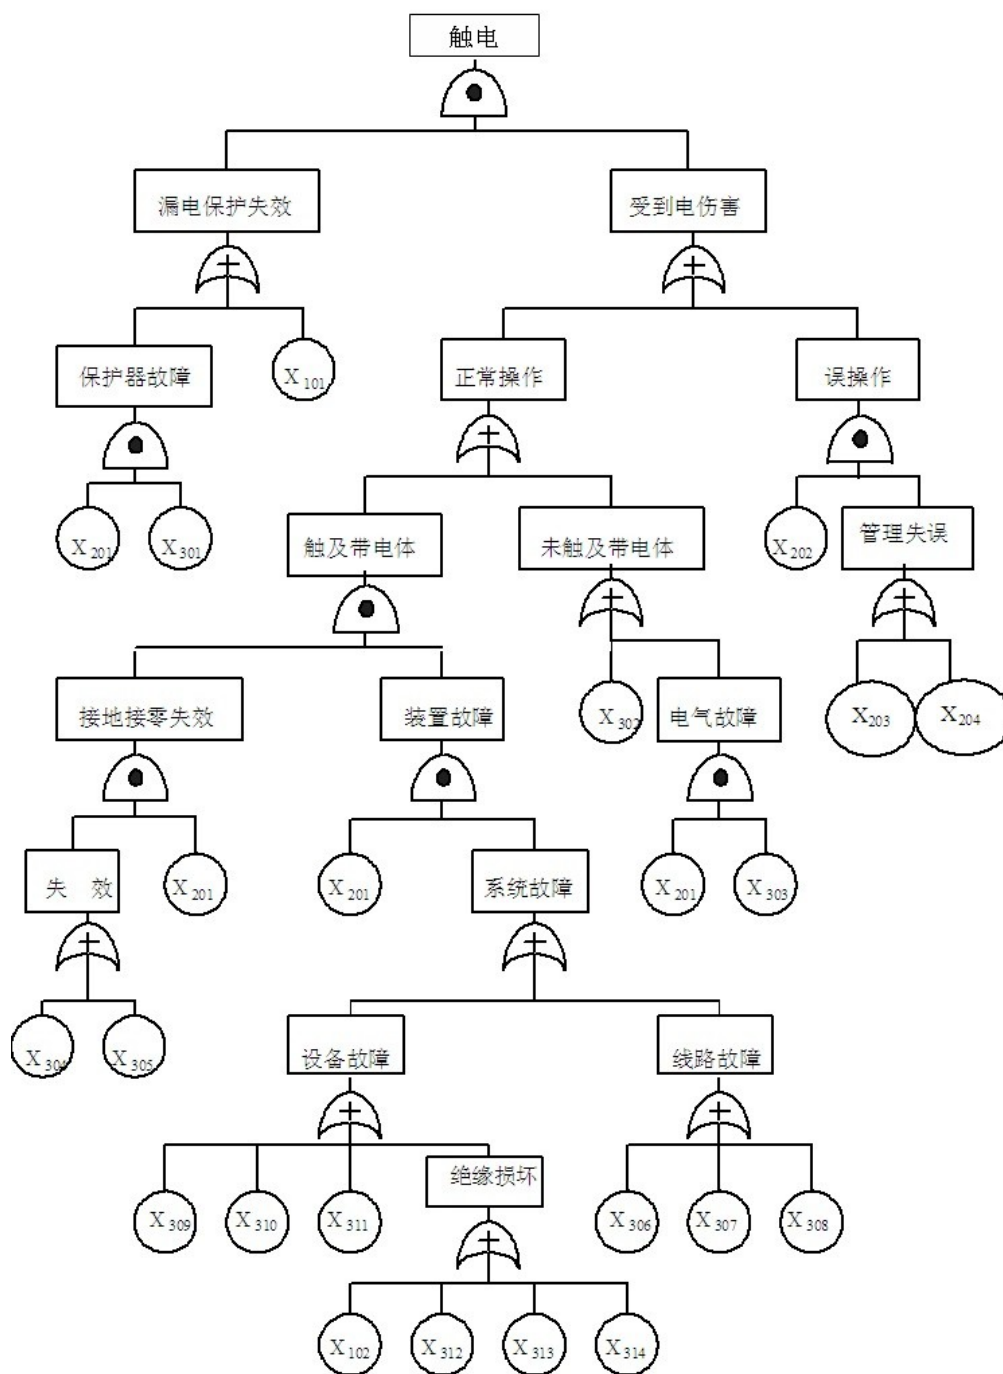 触电
漏电保护失效 受到电伤害
保护器故障 X101 正常操作 误操作
X201 X301 触及带电体 未触及带电体 X202 管理失误
接地接零失效 装置故障 X302 电气故障 X203 X204
失 效 X201 X201 系统故障 X201 X303
X304 X305 设备故障 线路故障
绝缘损坏
X309 X310 X311 X306 X307 X308
X102 X312 X313 X314